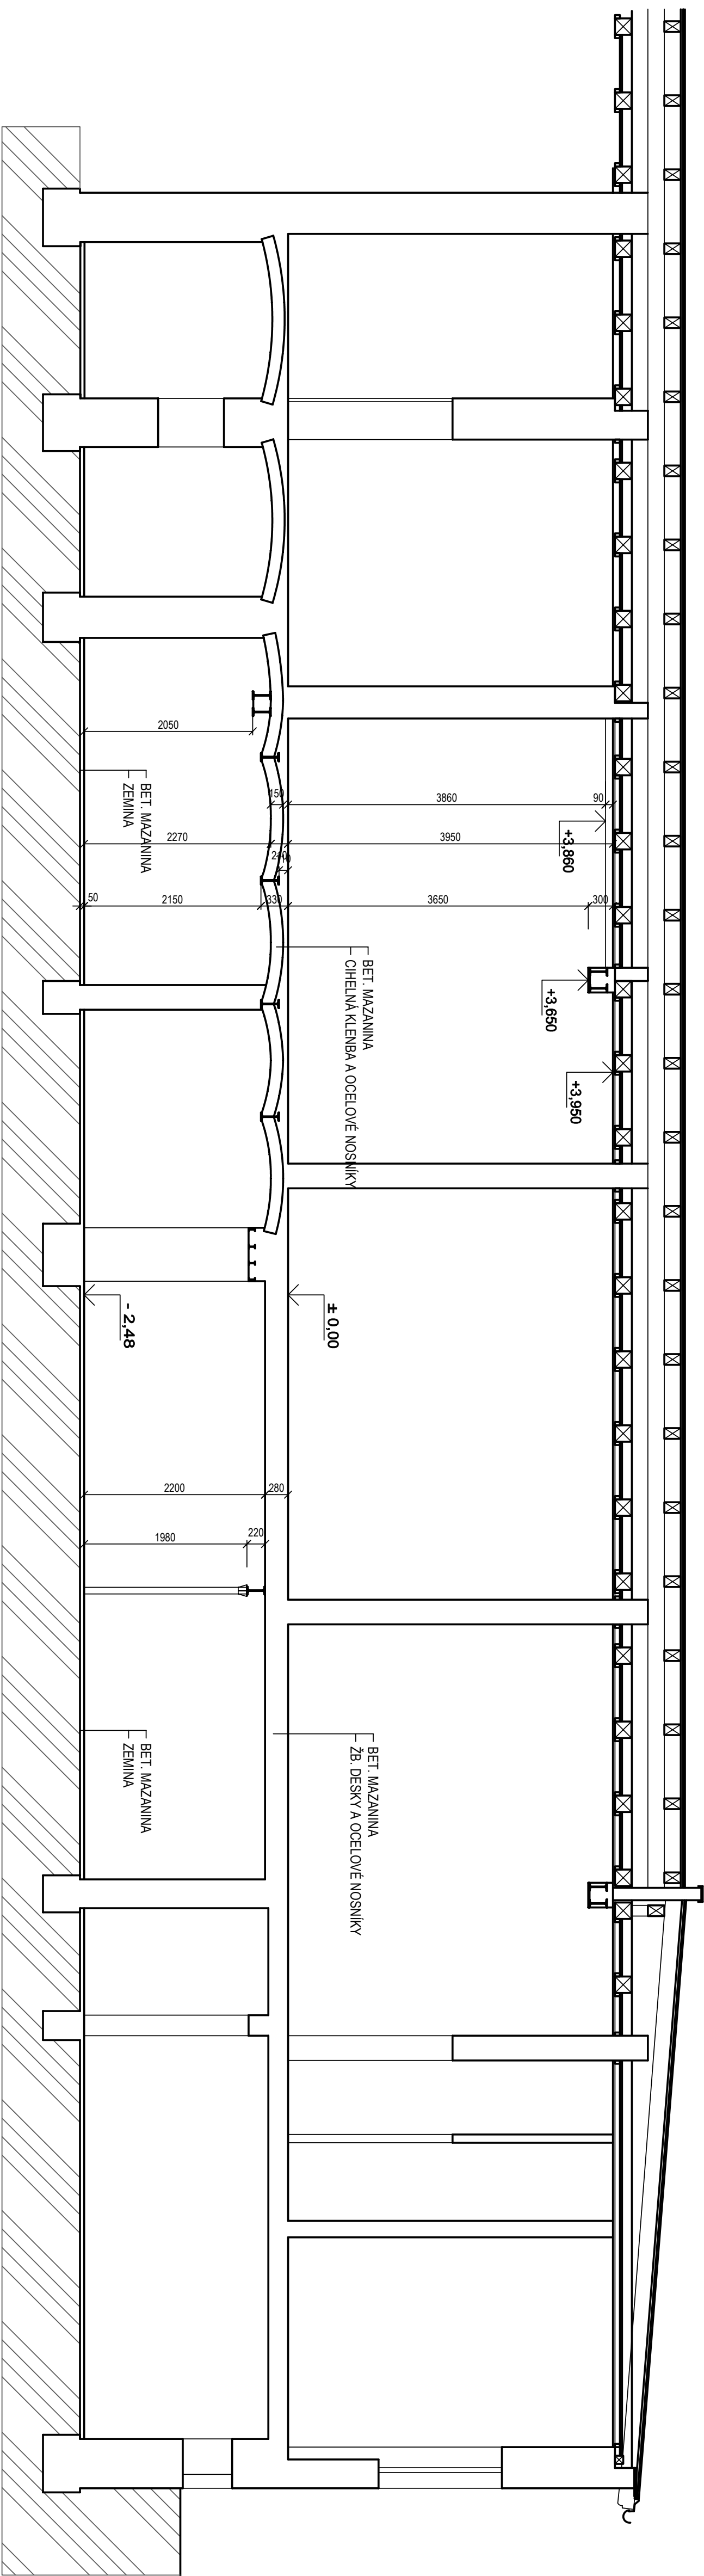 2050
BET. MAZANINA
ZEMINA
150
3860
90
2270
240
10
3950
+3,860
50
2150
330
3650
300
BET. MAZANINA
CIHELNÁ KLENBA A OCELOVÉ NOSNÍKY
+3,650
+3,950
- 2,48
± 0,00
2200
280
1980
220
BET. MAZANINA
ZEMINA
BET. MAZANINA
ŽB. DESKY A OCELOVÉ NOSNÍKY